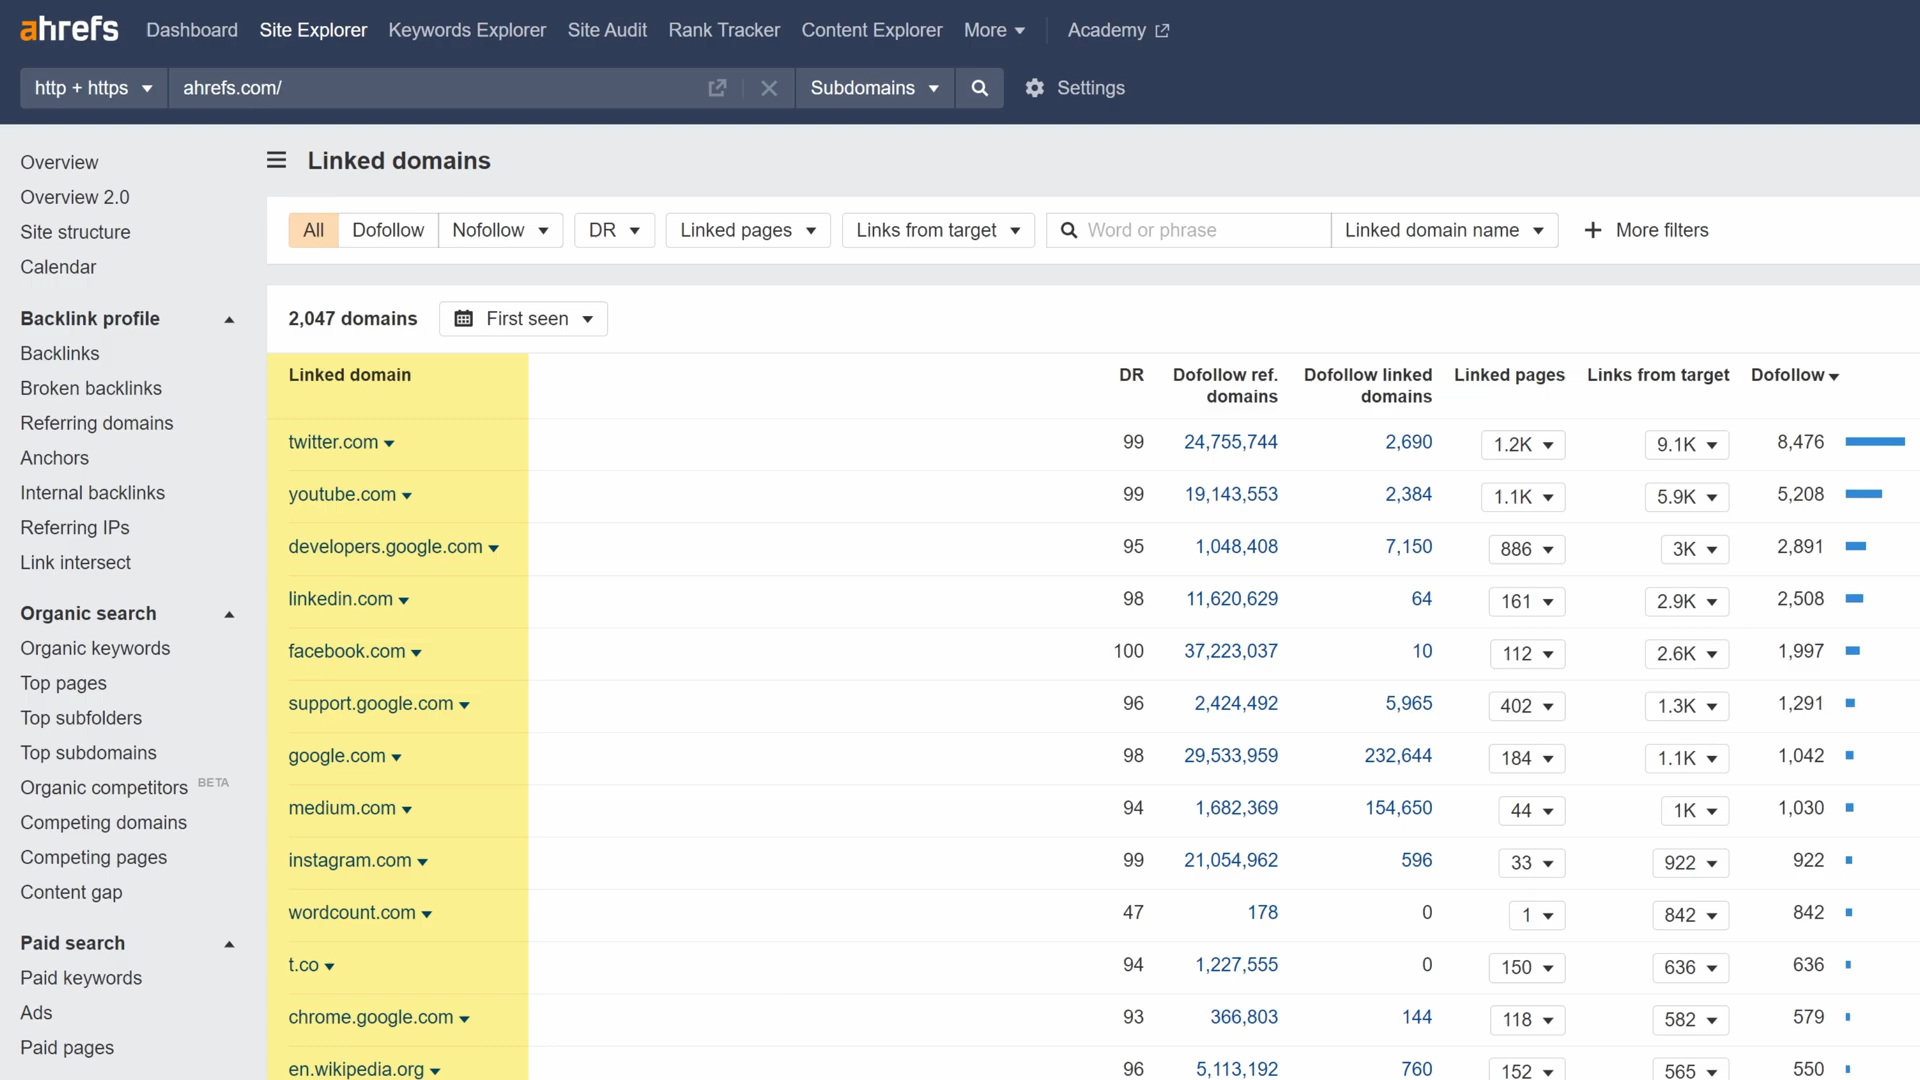 ahrefs Dashboard Site Explorer Keywords Explorer Site Audit Rank Tracker Content Explorer More Academy
http + https ahrefs.com/ Subdomains Settings
Overview
Overview 2.0
Site structure
Calendar
Backlink profile
Backlinks
Broken backlinks
Referring domains
Anchors
Internal backlinks
Referring IPs
Link intersect
Organic search
Organic keywords
Top pages
Top subfolders
Top subdomains
Organic competitors BETA
Competing domains
Competing pages
Content gap
Paid search
Paid keywords
Ads
Paid pages
Linked domains
All Dofollow Nofollow DR Linked pages Links from target Word or phrase Linked domain name + More filters
2,047 domains First seen
Linked domain DR Dofollow ref. domains Dofollow linked domains Linked pages Links from target Dofollow
twitter.com 99 24,755,744 2,690 1.2K 9.1K 8,476
youtube.com 99 19,143,553 2,384 1.1K 5.9K 5,208
developers.google.com 95 1,048,408 7,150 886 3K 2,891
linkedin.com 98 11,620,629 64 161 2.9K 2,508
facebook.com 100 37,223,037 10 112 2.6K 1,997
support.google.com 96 2,424,492 5,965 402 1.3K 1,291
google.com 98 29,533,959 232,644 184 1.1K 1,042
medium.com 94 1,682,369 154,650 44 1K 1,030
instagram.com 99 21,054,962 596 33 922 922
wordcount.com 47 178 0 1 842 842
t.co 94 1,227,555 0 150 636 636
chrome.google.com 93 366,803 144 118 582 579
en.wikipedia.org 96 5,113,192 760 152 565 550